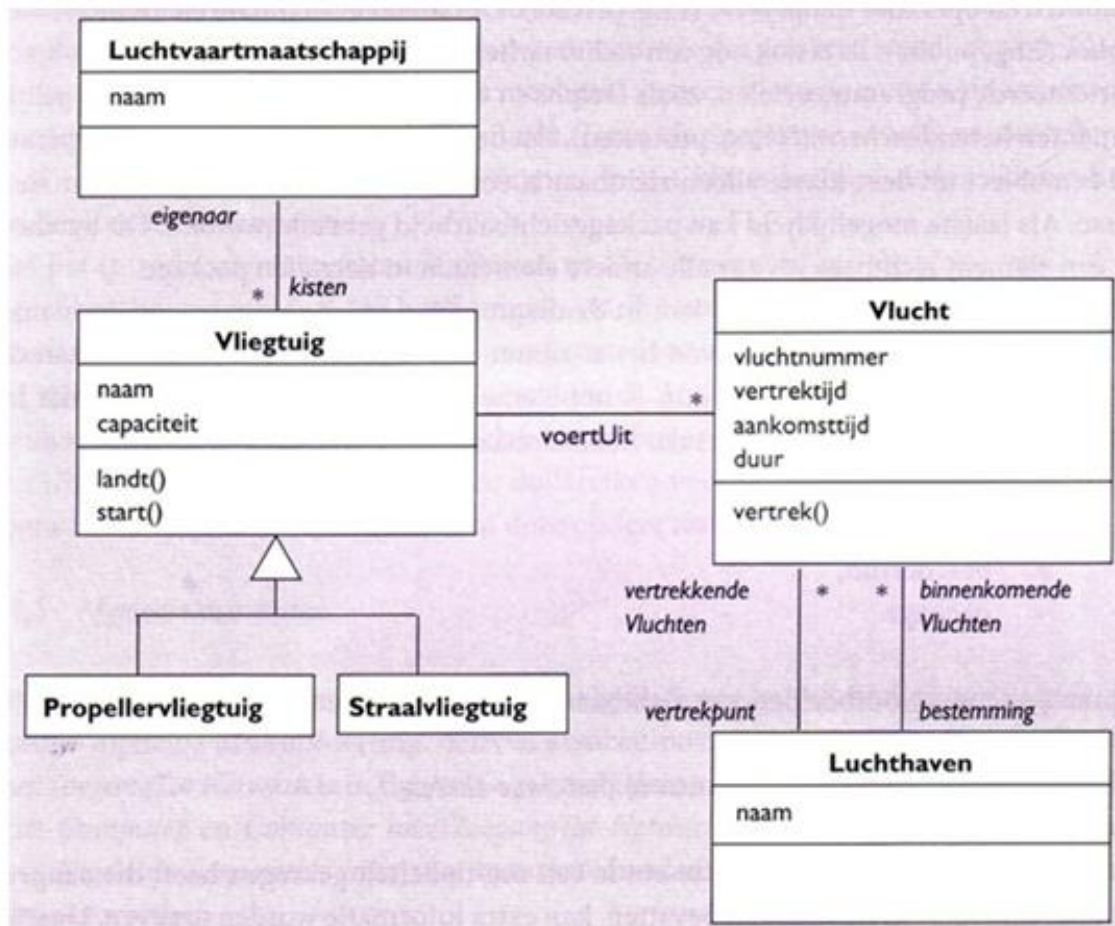 Luchtvaartmaatschappij
naam
eigenaar
* kisten
Vliegtuig
naam
capaciteit
landt()
start()
*
voertUit
Vlucht
vluchtnummer
vertrektijd
aankomsttijd
duur
vertrek()
vertrekkende
Vluchten
* *
binnenkomende
Vluchten
Propellervliegtuig
Straalvliegtuig
vertrekpunt
bestemming
Luchthaven
naam